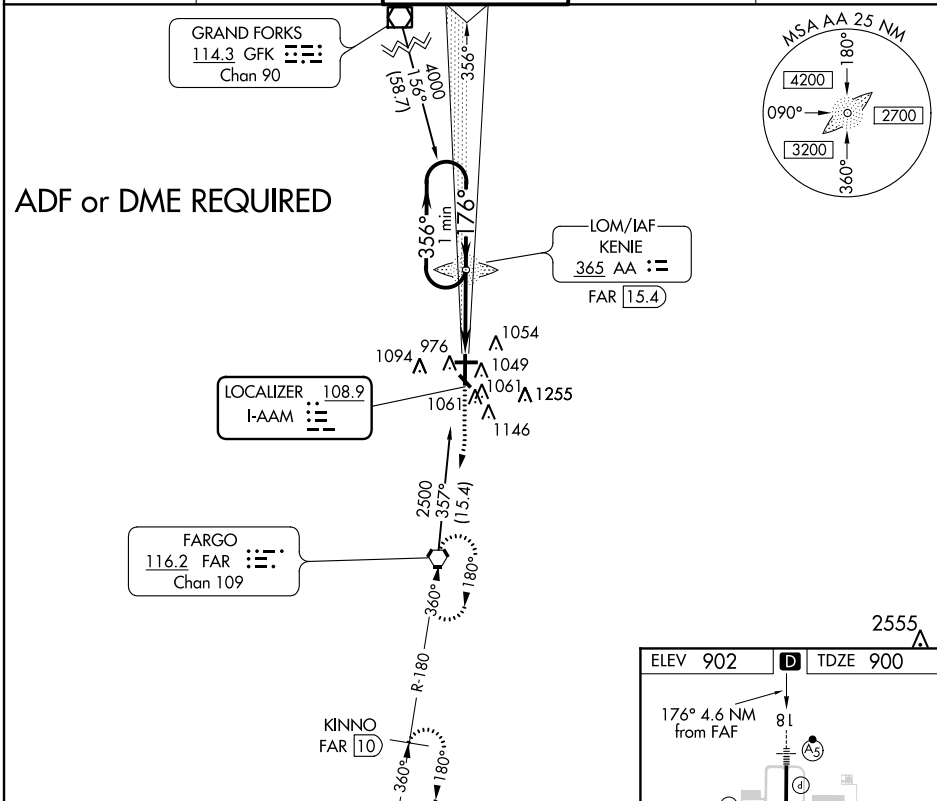 GRAND FORKS
114.3 GFK
Chan 90
4000
156°
(58.7)
356°
MSA AA 25 NM
180°
4200
090°
2700
3200
360°
ADF or DME REQUIRED
356°
1 min
176°
LOM/IAF
KENIE
365 AA
FAR 15.4
1054
976
1094
1049
1061
1061
1255
1146
LOCALIZER 108.9
I-AAM
2500
357°
(15.4)
FARGO
116.2 FAR
Chan 109
180°
360°
R-180
KINNO
FAR 10
360°
180°
2555
ELEV 902 D TDZE 900
176° 4.6 NM
from FAF
18
A5
P